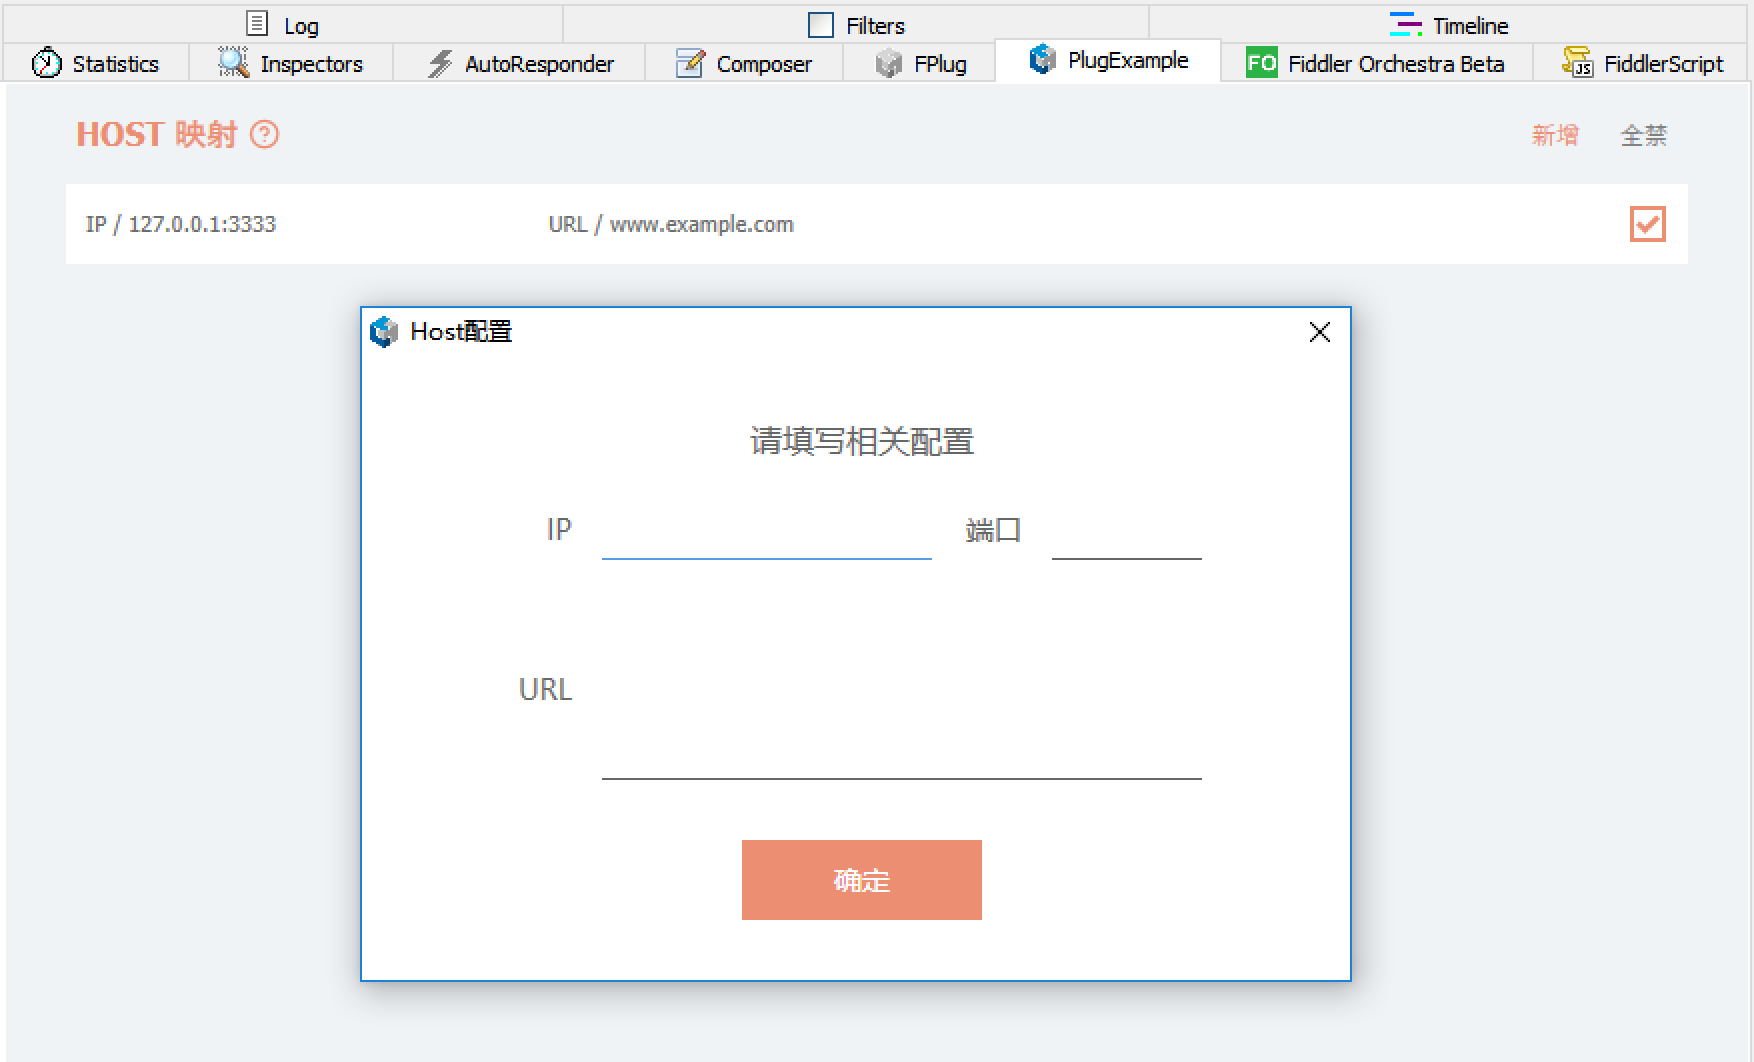 Log
Filters
Timeline
Statistics
Inspectors
AutoResponder
Composer
FPlug
PlugExample
FO Fiddler Orchestra Beta
JS FiddlerScript
HOST 映射 ?
新增
全禁
IP / 127.0.0.1:3333
URL / www.example.com
Host配置
请填写相关配置
IP
端口
URL
确定